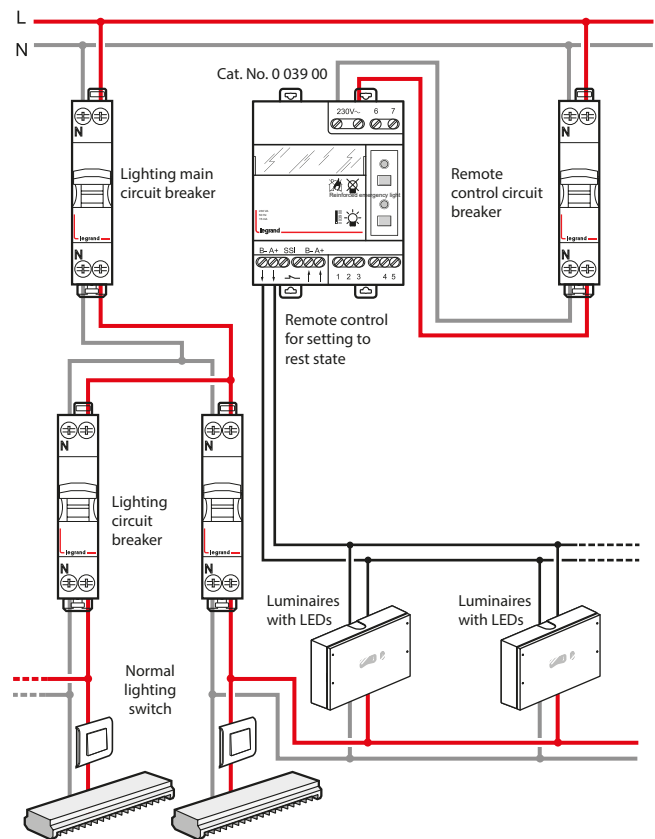 L
N
Cat. No. 0 039 00
230V~ 6 7
N
Lighting main
circuit breaker
Reinforced emergency light
legrand
Remote
control circuit
breaker
N
legrand
N
N
legrand
N
B- A+ SSI B- A+
1 2 3 4 5
Remote control
for setting to
rest state
N
N
Lighting
circuit
breaker
legrand
legrand
N
N
Luminaires
with LEDs
Luminaires
with LEDs
Normal
lighting
switch